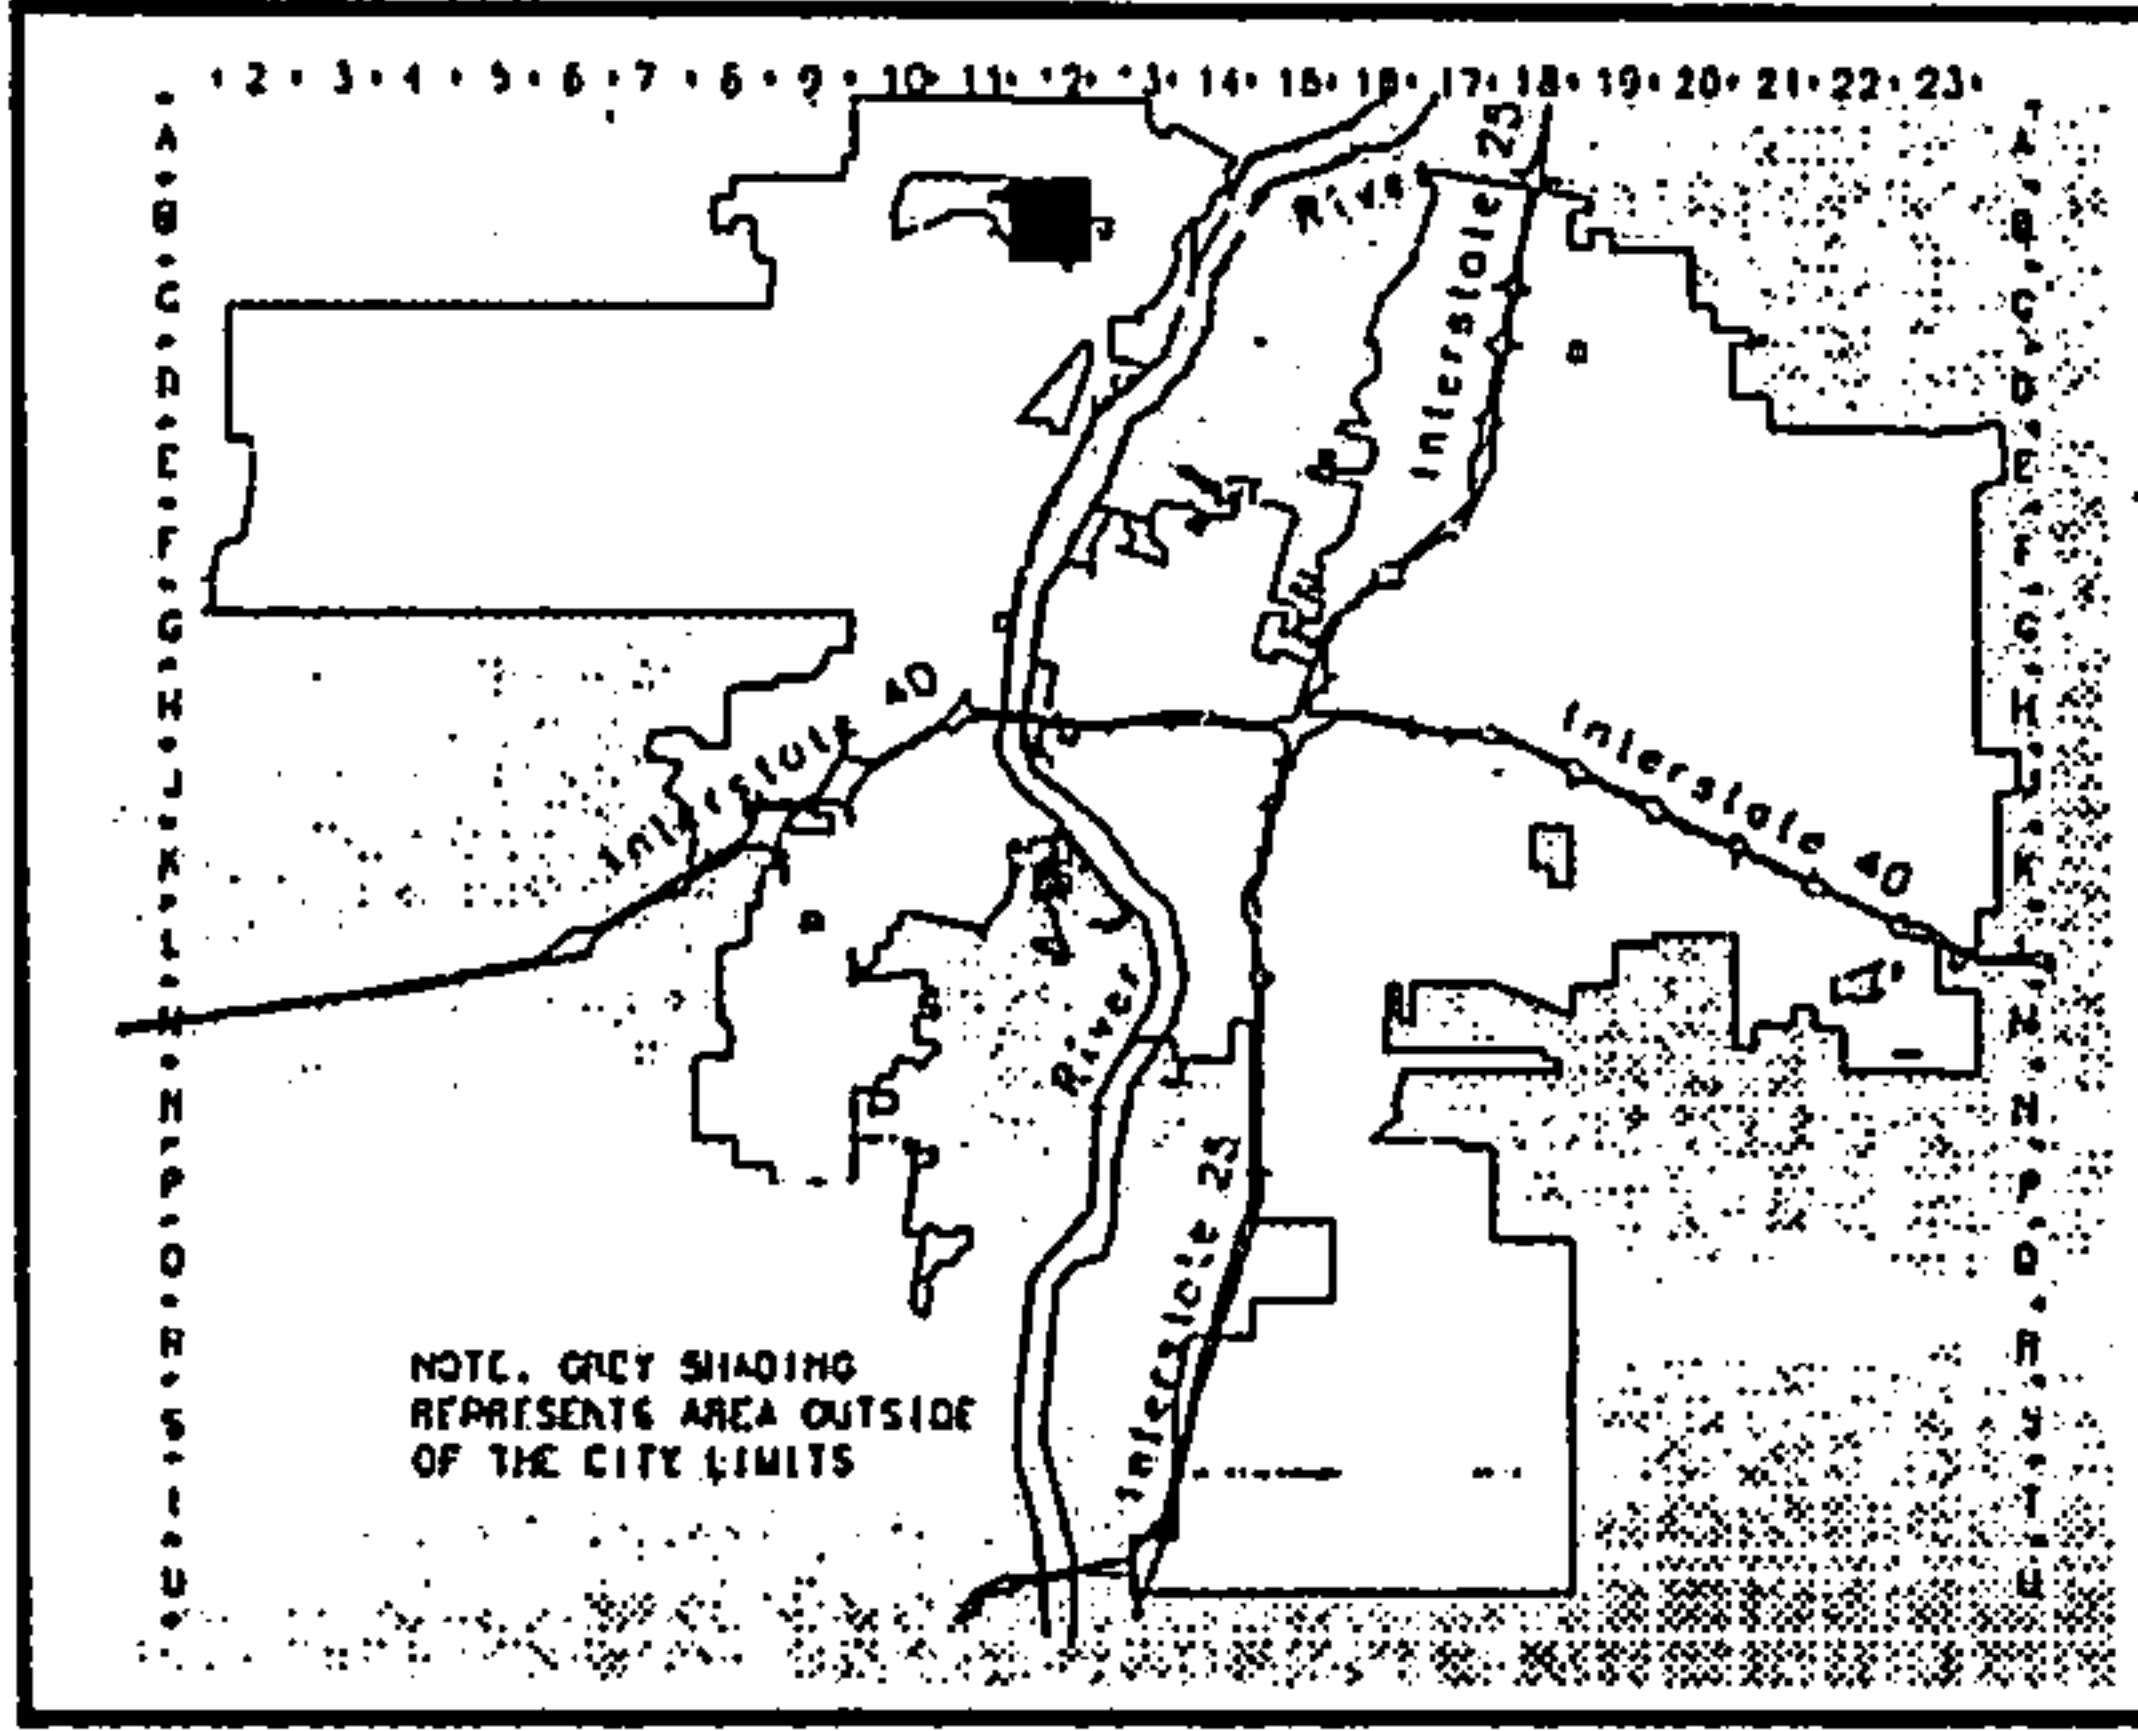 2 3 4 5 6 7 8 9 10 11 12 13 14 15 16 17 18 19 20 21 22 23
A
B
C
D
E
F
G
H
J
K
L
M
N
P
Q
R
S
T
U
River
Interstate 25
Interstate 40
Interstate 40
River
Interstate 25
NOTE. GREY SHADING
REPRESENTS AREA OUTSIDE
OF THE CITY LIMITS
A
B
C
D
E
F
G
H
J
K
L
M
N
P
Q
R
S
T
U